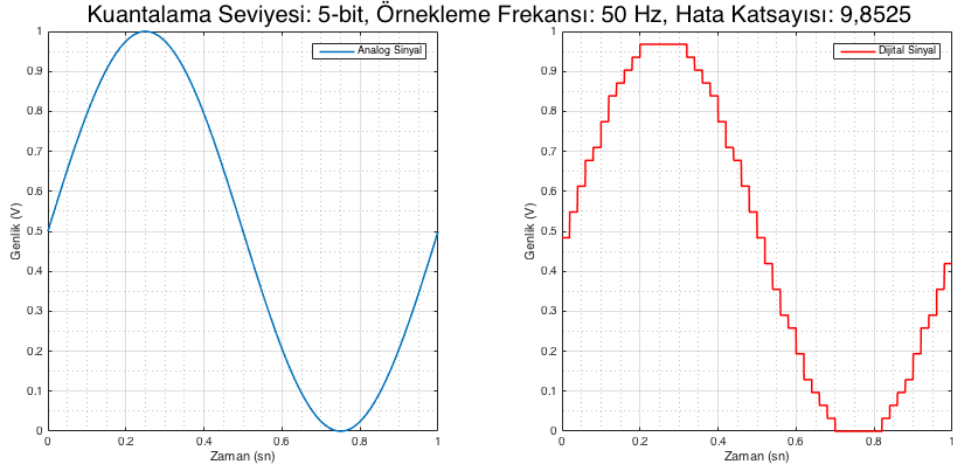 Kuantalama Seviyesi: 5-bit, Örnekleme Frekansı: 50 Hz, Hata Katsayısı: 9,8525
Analog Sinyal
Genlik (V)
1
0.9
0.8
0.7
0.6
0.5
0.4
0.3
0.2
0.1
0
0 0.2 0.4 0.6 0.8 1
Zaman (sn)
Dijital Sinyal
Genlik (V)
1
0.9
0.8
0.7
0.6
0.5
0.4
0.3
0.2
0.1
0
0 0.2 0.4 0.6 0.8 1
Zaman (sn)